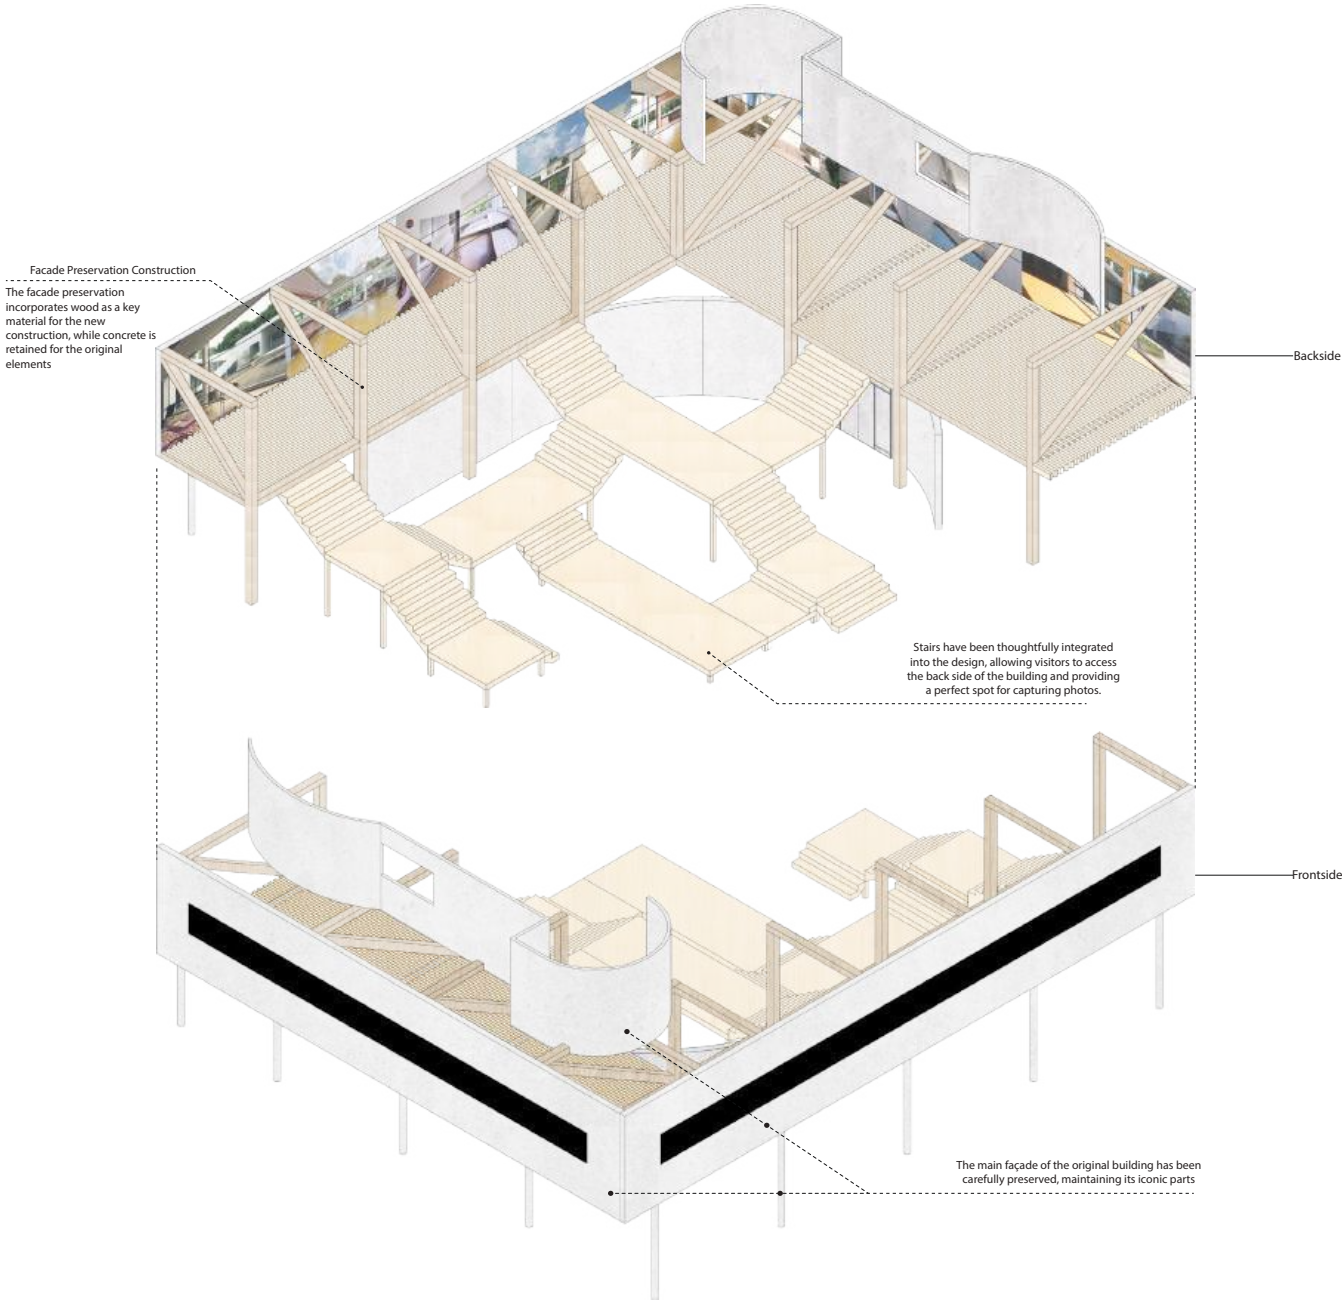 Facade Preservation Construction
The facade preservation
incorporates wood as a key
material for the new
construction, while concrete is
retained for the original
elements
Backside
Stairs have been thoughtfully integrated
into the design, allowing visitors to access
the back side of the building and providing
a perfect spot for capturing photos.
Frontside
The main façade of the original building has been
carefully preserved, maintaining its iconic parts